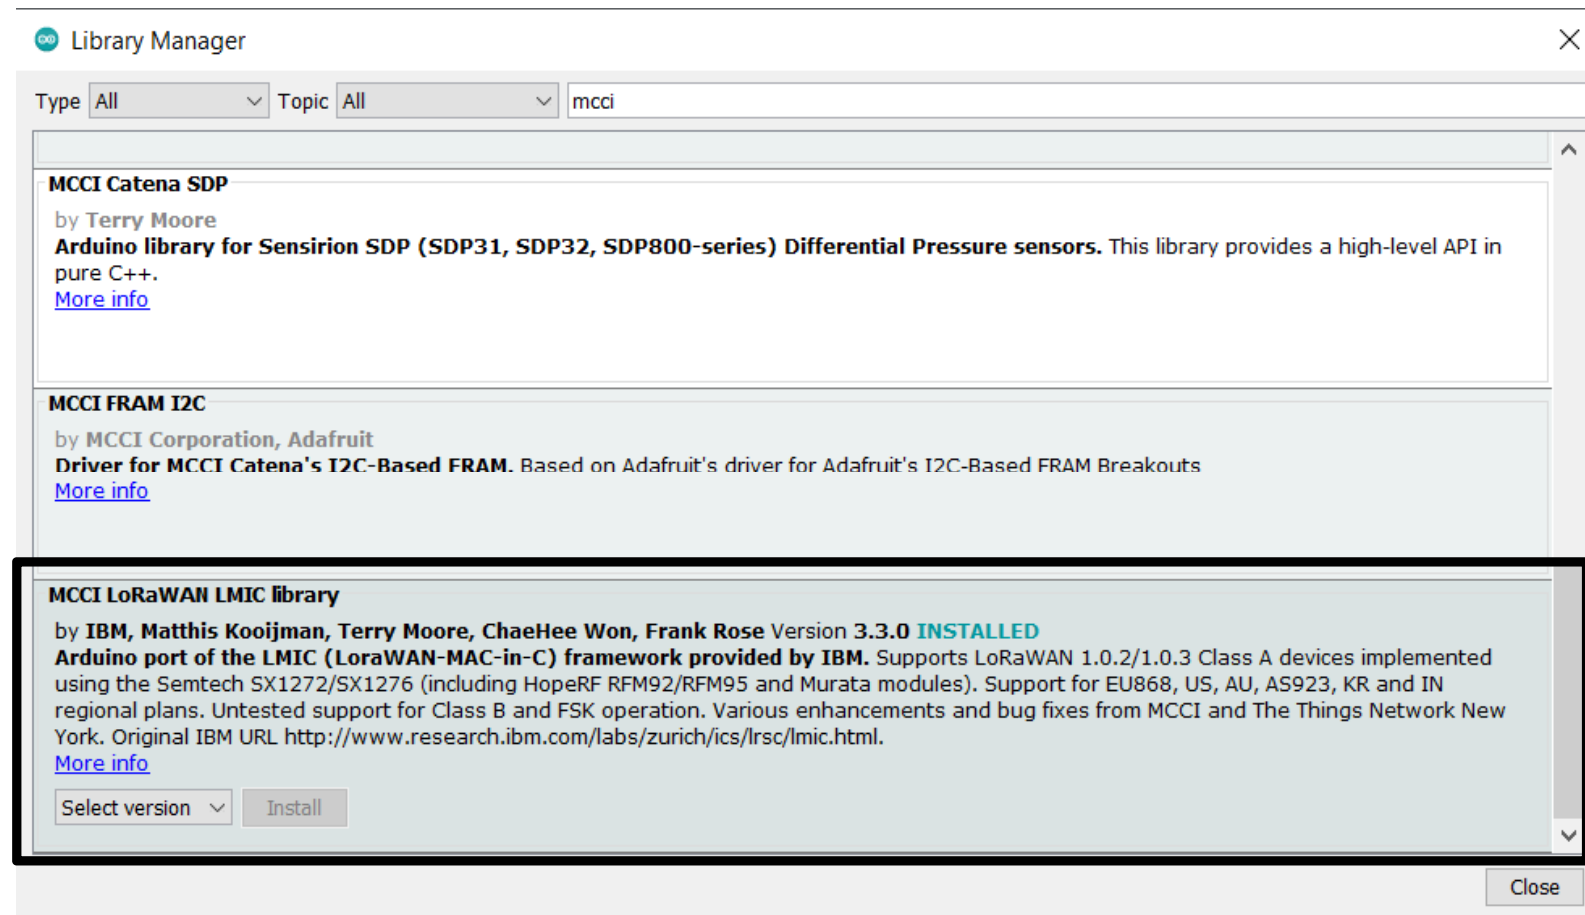 Library Manager
Type All Topic All mcci
MCCI Catena SDP
by Terry Moore
Arduino library for Sensirion SDP (SDP31, SDP32, SDP800-series) Differential Pressure sensors. This library provides a high-level API in
pure C++.
More info
MCCI FRAM I2C
by MCCI Corporation, Adafruit
Driver for MCCI Catena's I2C-Based FRAM. Based on Adafruit's driver for Adafruit's I2C-Based FRAM Breakouts
More info
MCCI LoRaWAN LMIC library
by IBM, Matthis Kooijman, Terry Moore, ChaeHee Won, Frank Rose Version 3.3.0 INSTALLED
Arduino port of the LMIC (LoraWAN-MAC-in-C) framework provided by IBM. Supports LoRaWAN 1.0.2/1.0.3 Class A devices implemented
using the Semtech SX1272/SX1276 (including HopeRF RFM92/RFM95 and Murata modules). Support for EU868, US, AU, AS923, KR and IN
regional plans. Untested support for Class B and FSK operation. Various enhancements and bug fixes from MCCI and The Things Network New
York. Original IBM URL http://www.research.ibm.com/labs/zurich/ics/lrsc/lmic.html.
More info
Select version Install
Close